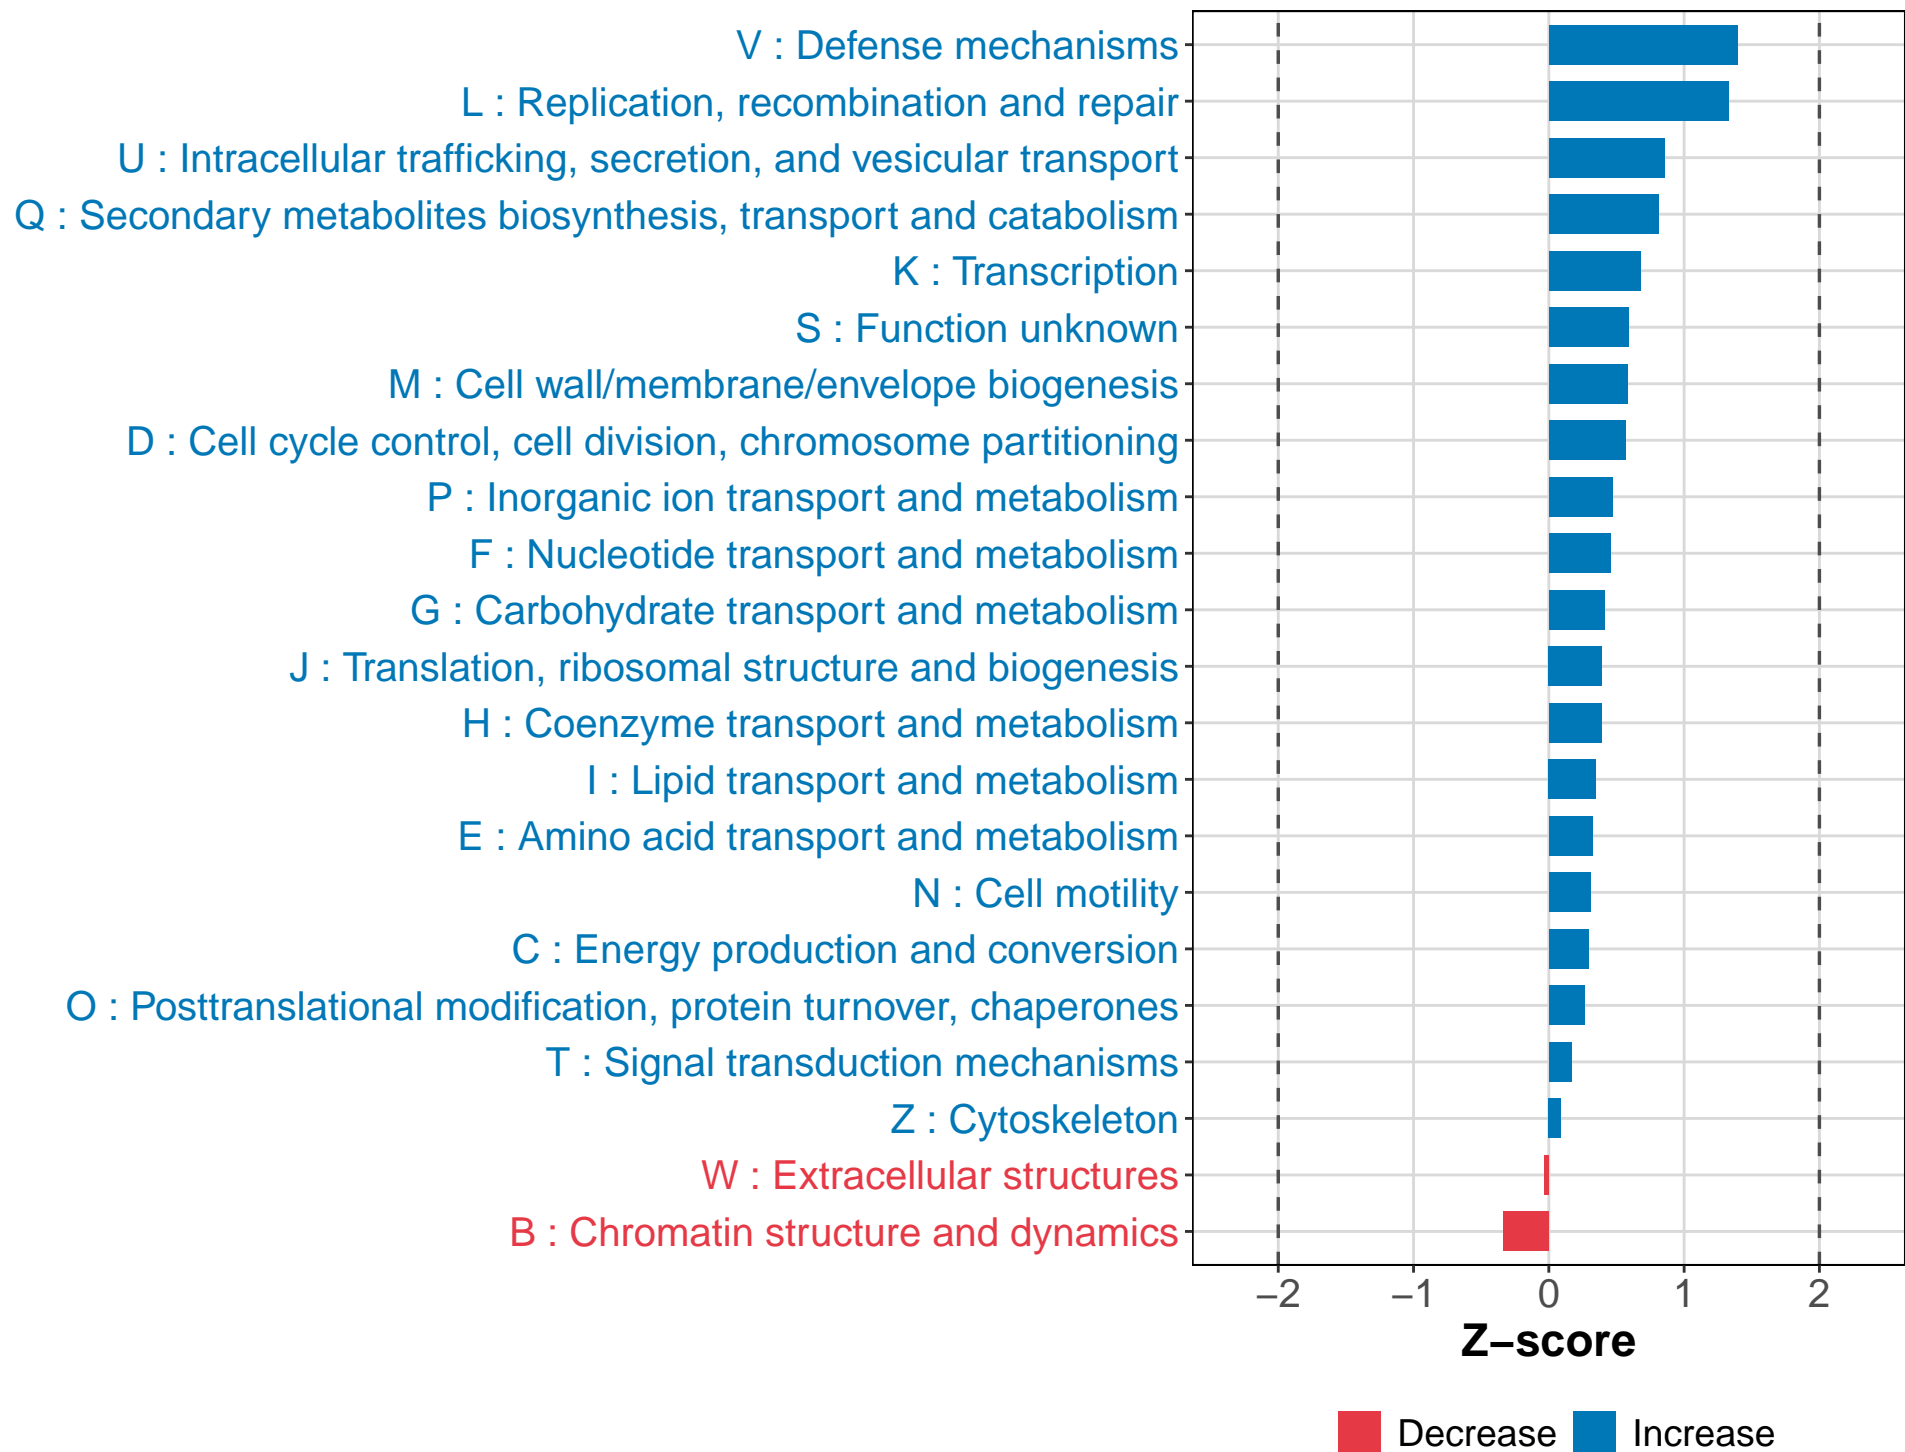 V : Defense mechanisms
L : Replication, recombination and repair
U : Intracellular trafficking, secretion, and vesicular transport
Q : Secondary metabolites biosynthesis, transport and catabolism
K : Transcription
S : Function unknown
M : Cell wall/membrane/envelope biogenesis
D : Cell cycle control, cell division, chromosome partitioning
P : Inorganic ion transport and metabolism
F : Nucleotide transport and metabolism
G : Carbohydrate transport and metabolism
J : Translation, ribosomal structure and biogenesis
H : Coenzyme transport and metabolism
I : Lipid transport and metabolism
E : Amino acid transport and metabolism
N : Cell motility
C : Energy production and conversion
O : Posttranslational modification, protein turnover, chaperones
T : Signal transduction mechanisms
Z : Cytoskeleton
W : Extracellular structures
B : Chromatin structure and dynamics
−2 −1 0 1 2
Z−score
Decrease Increase